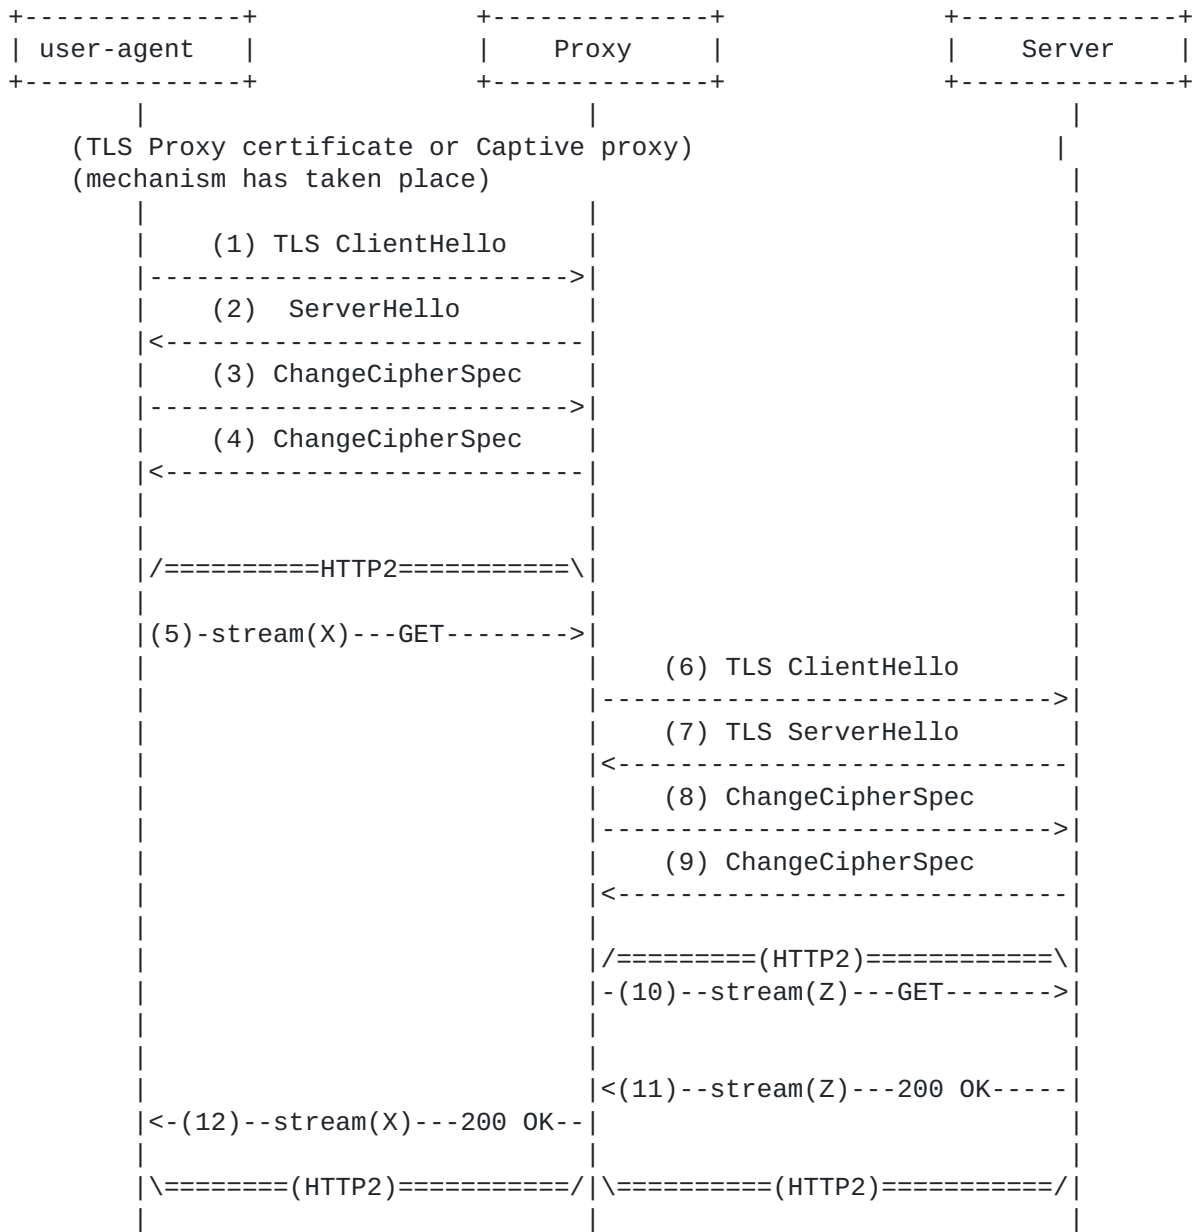 user-agent Proxy Server
(TLS Proxy certificate or Captive proxy)
(mechanism has taken place)
(1) TLS ClientHello
(2) ServerHello
(3) ChangeCipherSpec
(4) ChangeCipherSpec
HTTP2
(5)-stream(X)---GET-------->
(6) TLS ClientHello
(7) TLS ServerHello
(8) ChangeCipherSpec
(9) ChangeCipherSpec
(HTTP2)
-(10)--stream(Z)---GET------->
<(11)--stream(Z)---200 OK-----
<-(12)--stream(X)---200 OK--
(HTTP2) (HTTP2)